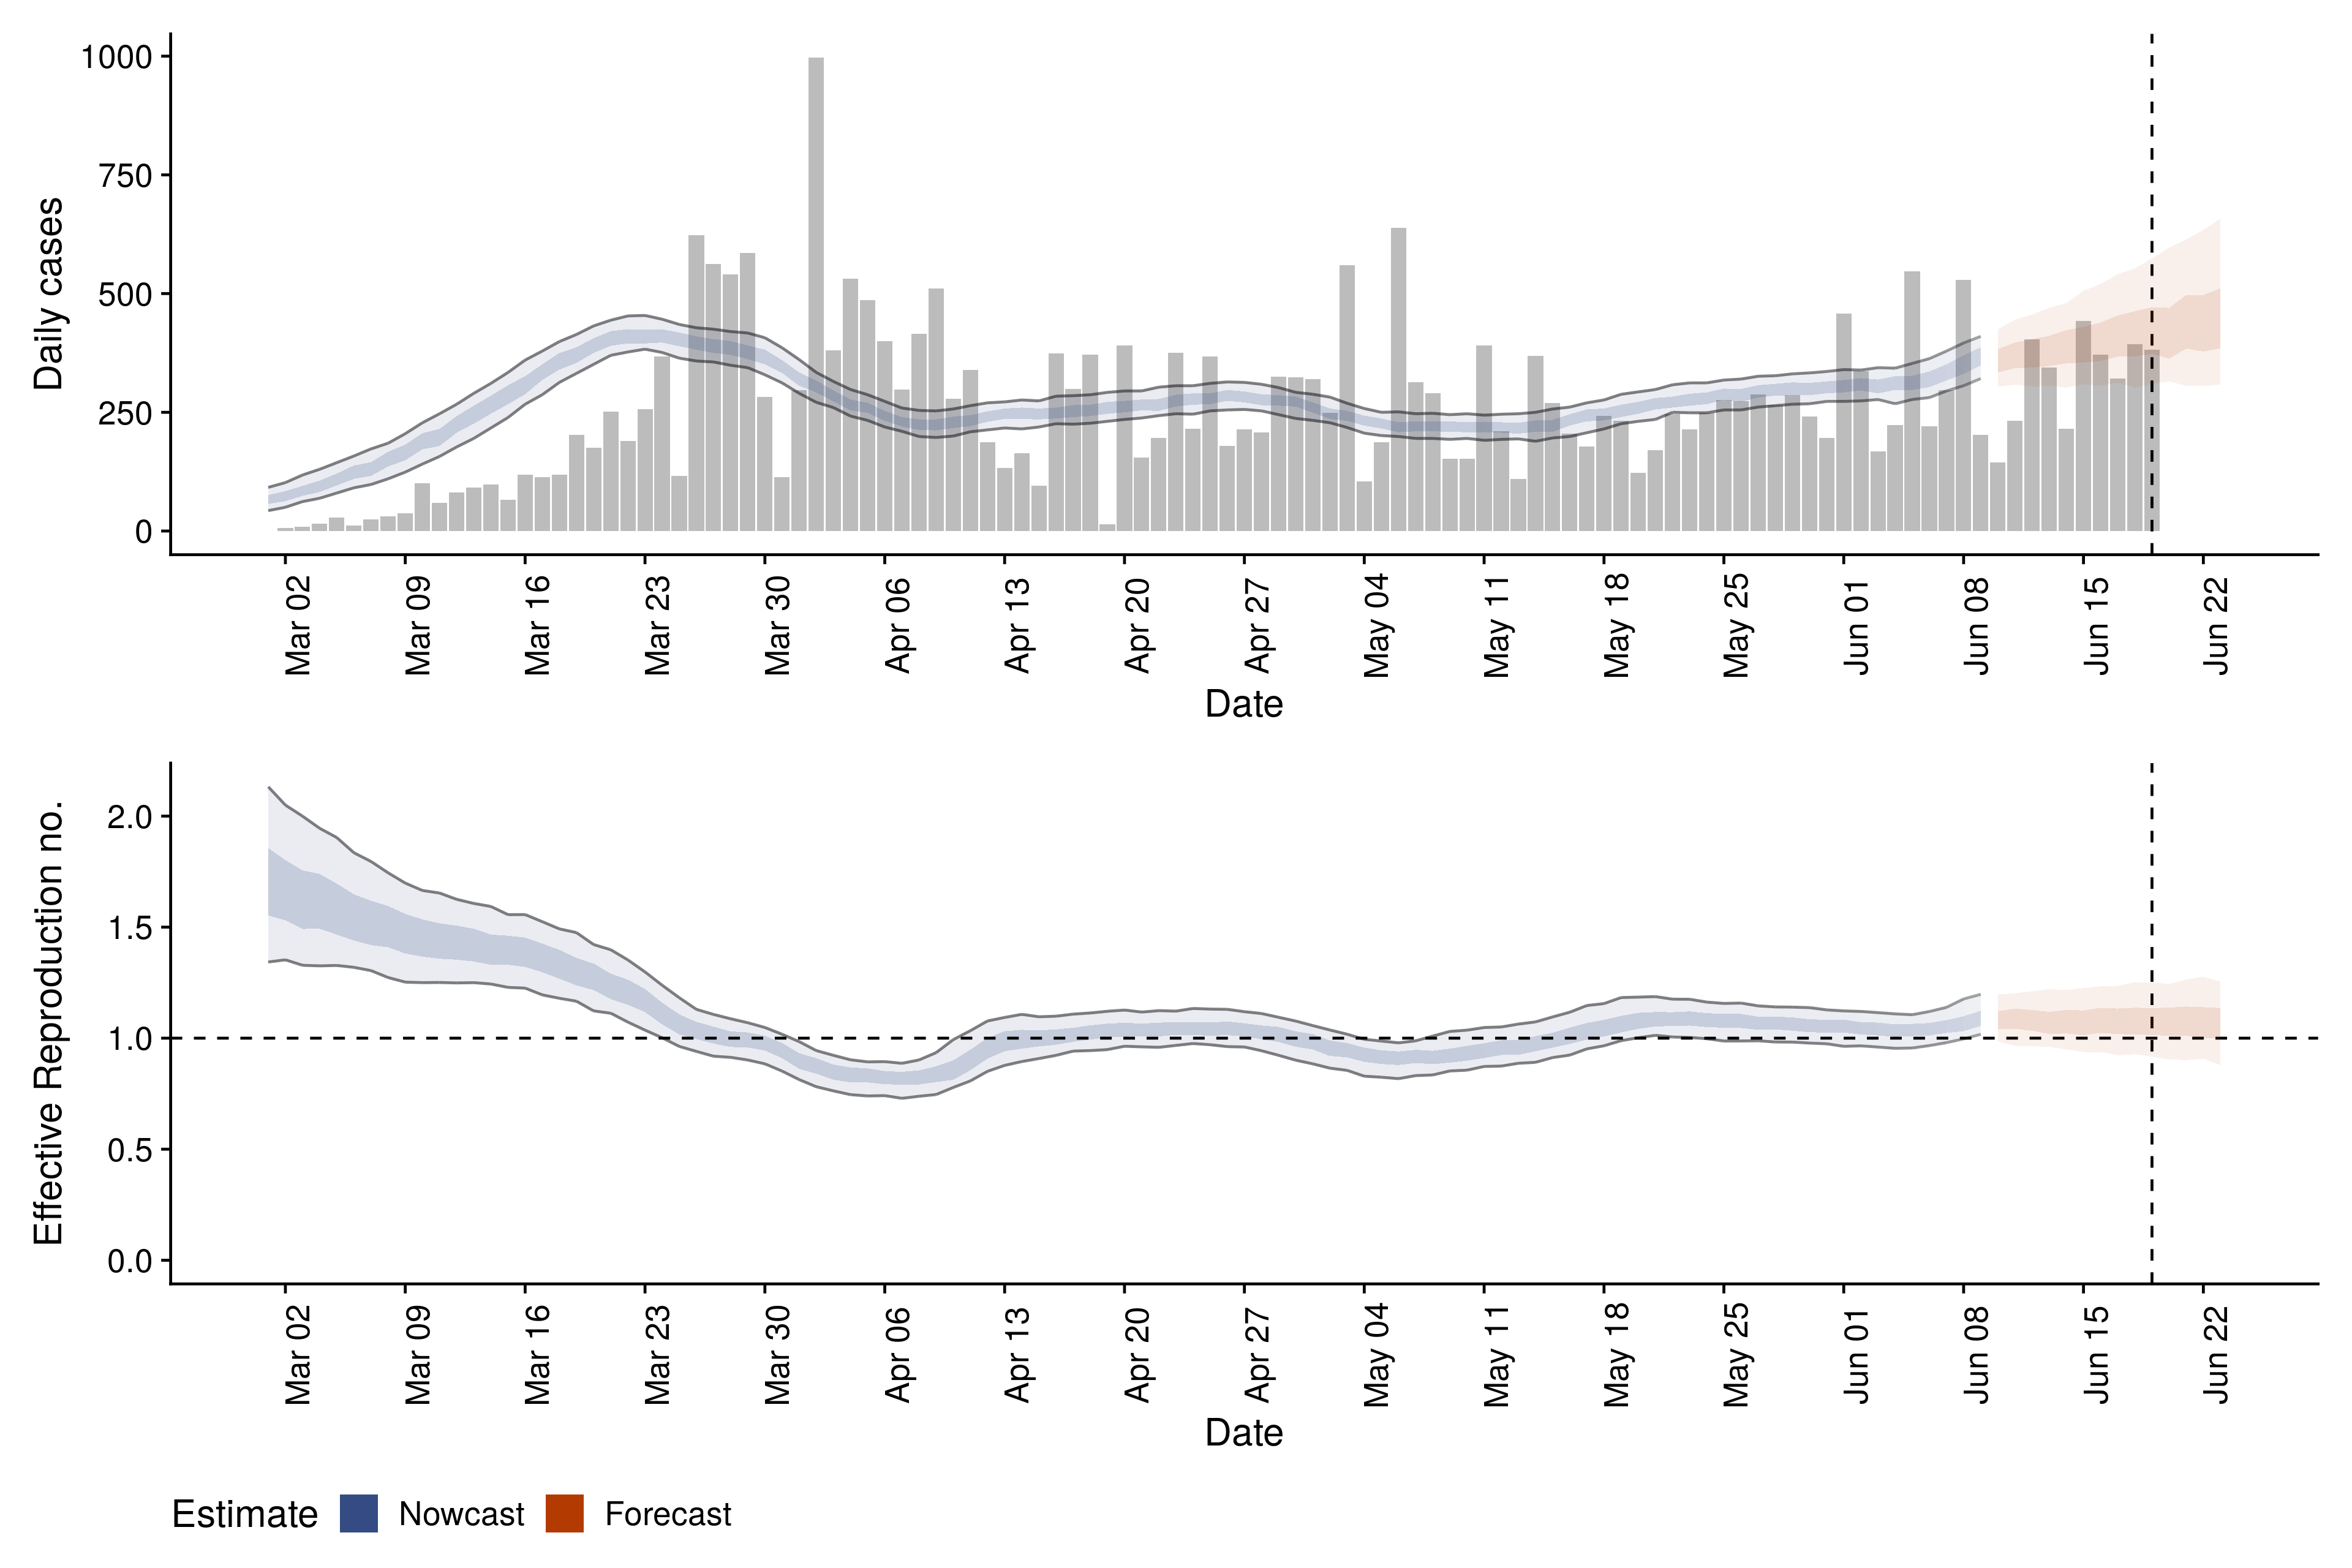 Daily cases
1000
750
500
250
0
Mar 02
Mar 09
Mar 16
Mar 23
Mar 30
Apr 06
Apr 13
Apr 20
Apr 27
May 04
May 11
May 18
May 25
Jun 01
Jun 08
Jun 15
Jun 22
Date
Effective Reproduction no.
2.0
1.5
1.0
0.5
0.0
Mar 02
Mar 09
Mar 16
Mar 23
Mar 30
Apr 06
Apr 13
Apr 20
Apr 27
May 04
May 11
May 18
May 25
Jun 01
Jun 08
Jun 15
Jun 22
Date
Estimate Nowcast Forecast